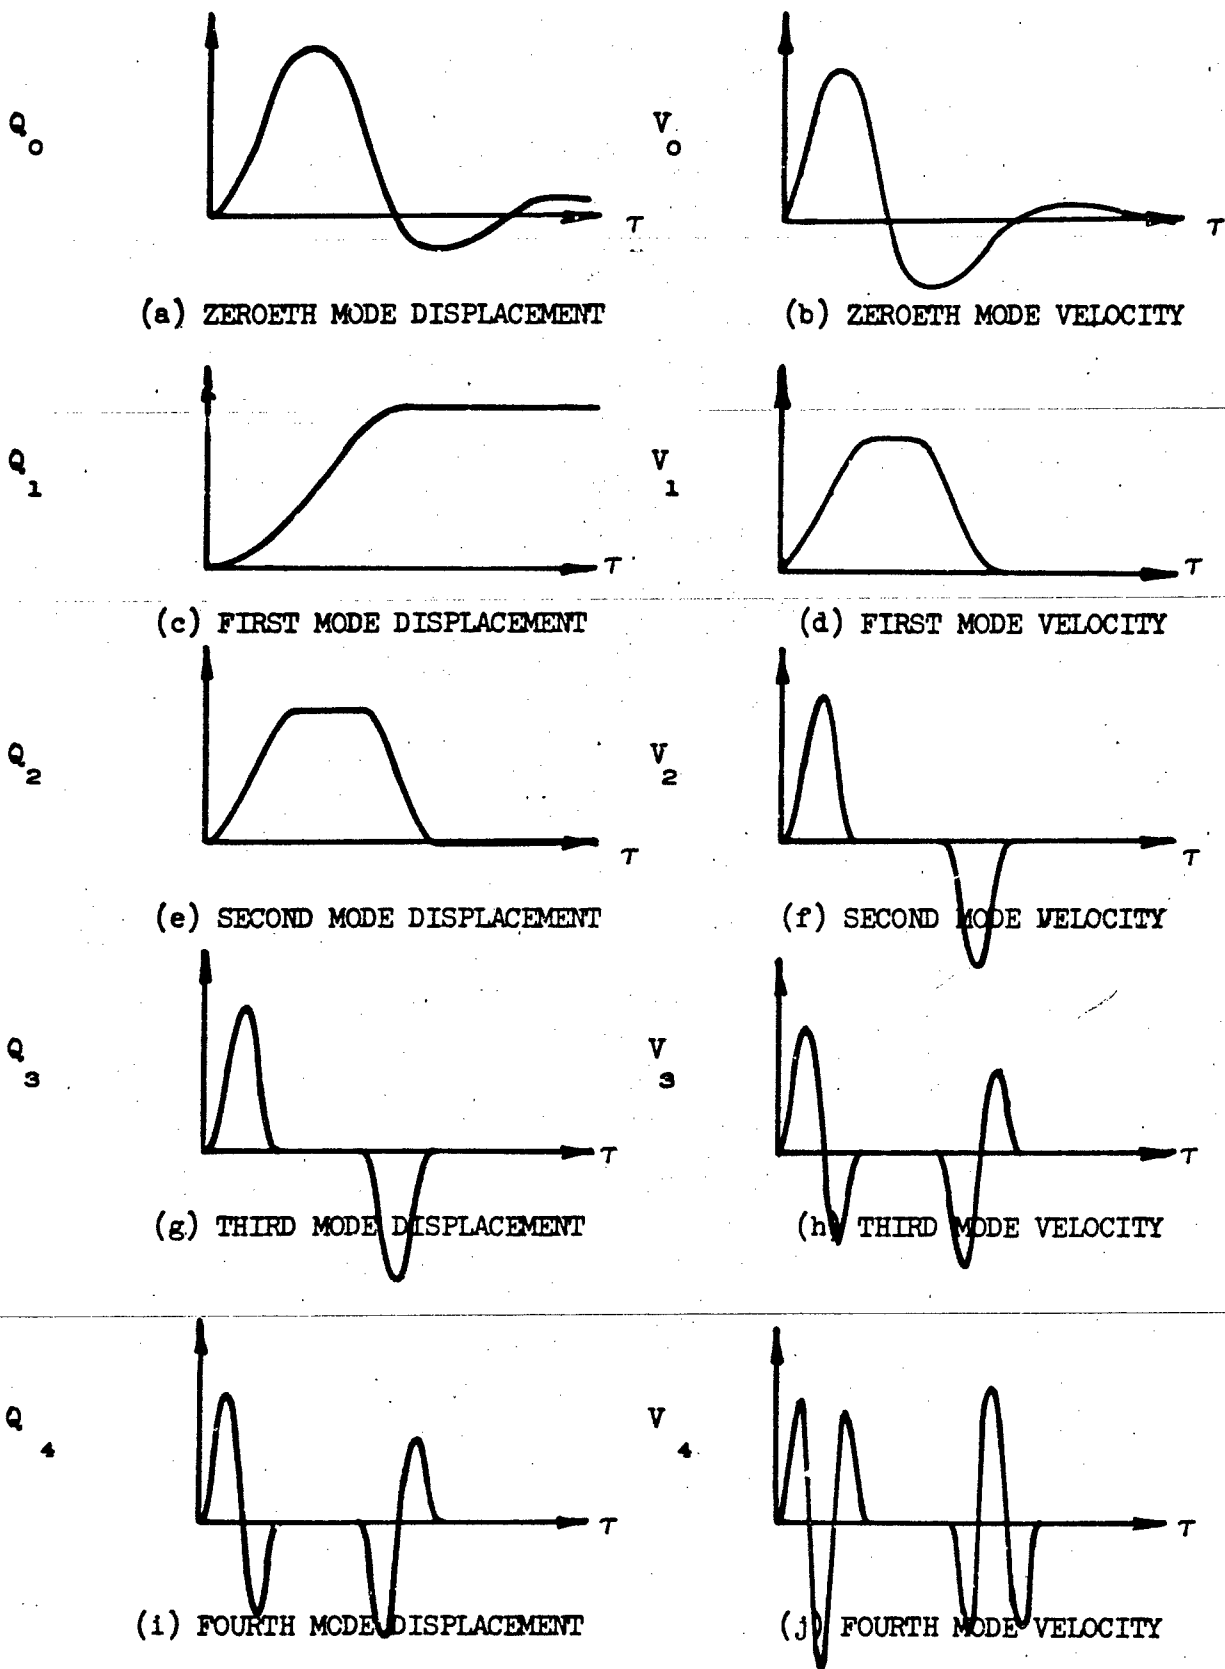 Q0
V0
τ
τ
(a) ZEROETH MODE DISPLACEMENT
(b) ZEROETH MODE VELOCITY
Q1
V1
τ
τ
(c) FIRST MODE DISPLACEMENT
(d) FIRST MODE VELOCITY
Q2
V2
τ
τ
(e) SECOND MODE DISPLACEMENT
(f) SECOND MODE VELOCITY
Q3
V3
τ
τ
(g) THIRD MODE DISPLACEMENT
(h) THIRD MODE VELOCITY
Q4
V4
τ
τ
(i) FOURTH MODE DISPLACEMENT
(j) FOURTH MODE VELOCITY